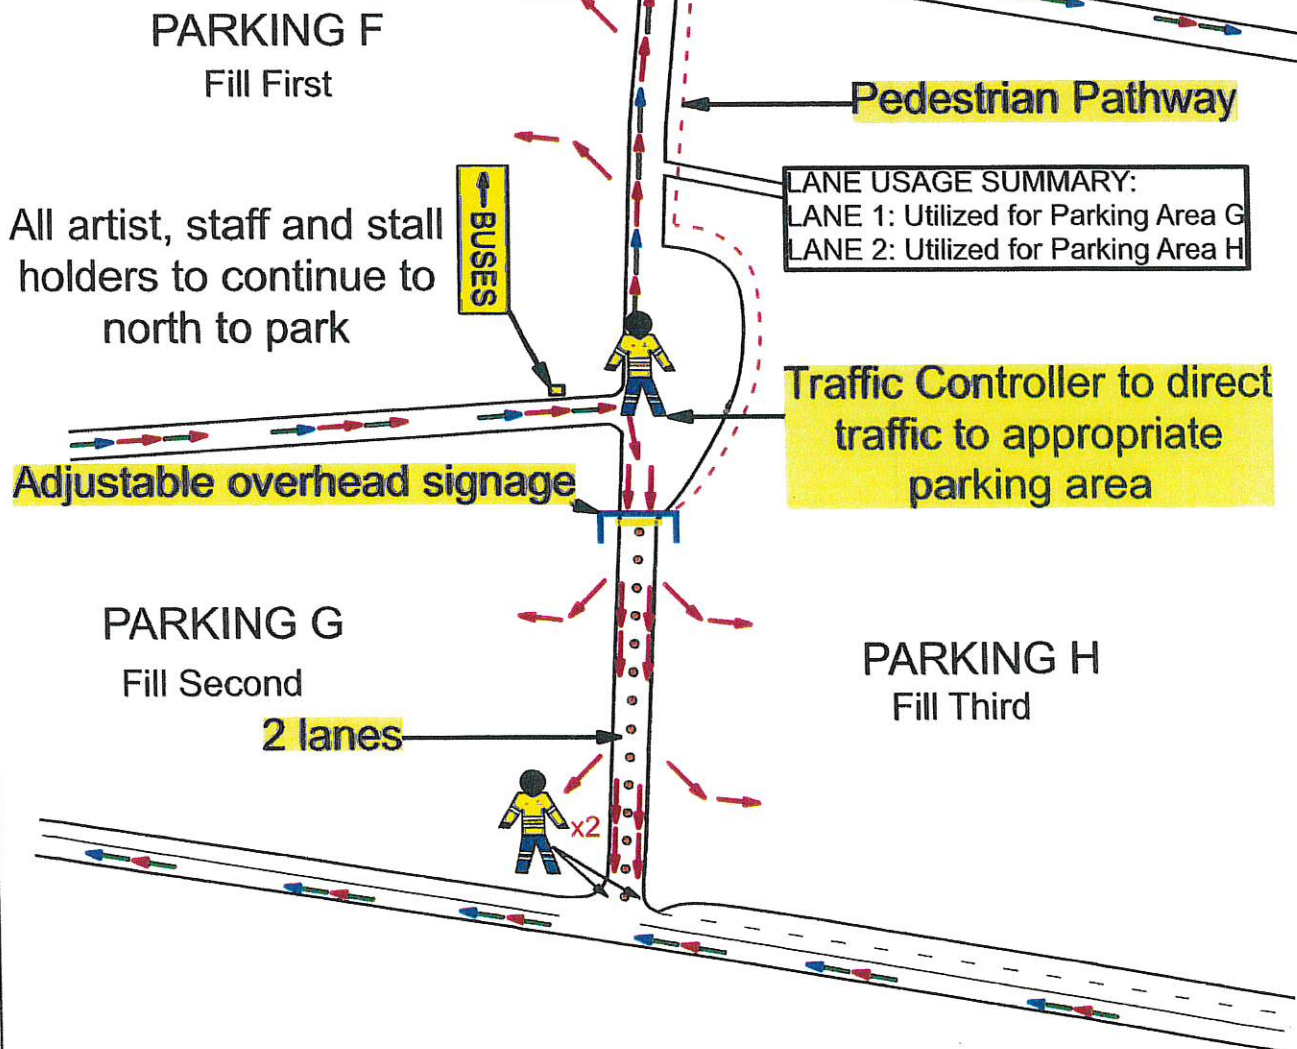 PARKING F
Fill First
Pedestrian Pathway
LANE USAGE SUMMARY:
LANE 1: Utilized for Parking Area G
LANE 2: Utilized for Parking Area H
BUSES
All artist, staff and stall
holders to continue to
north to park
Traffic Controller to direct
traffic to appropriate
parking area
Adjustable overhead signage
PARKING G
Fill Second
PARKING H
Fill Third
2 lanes
x2